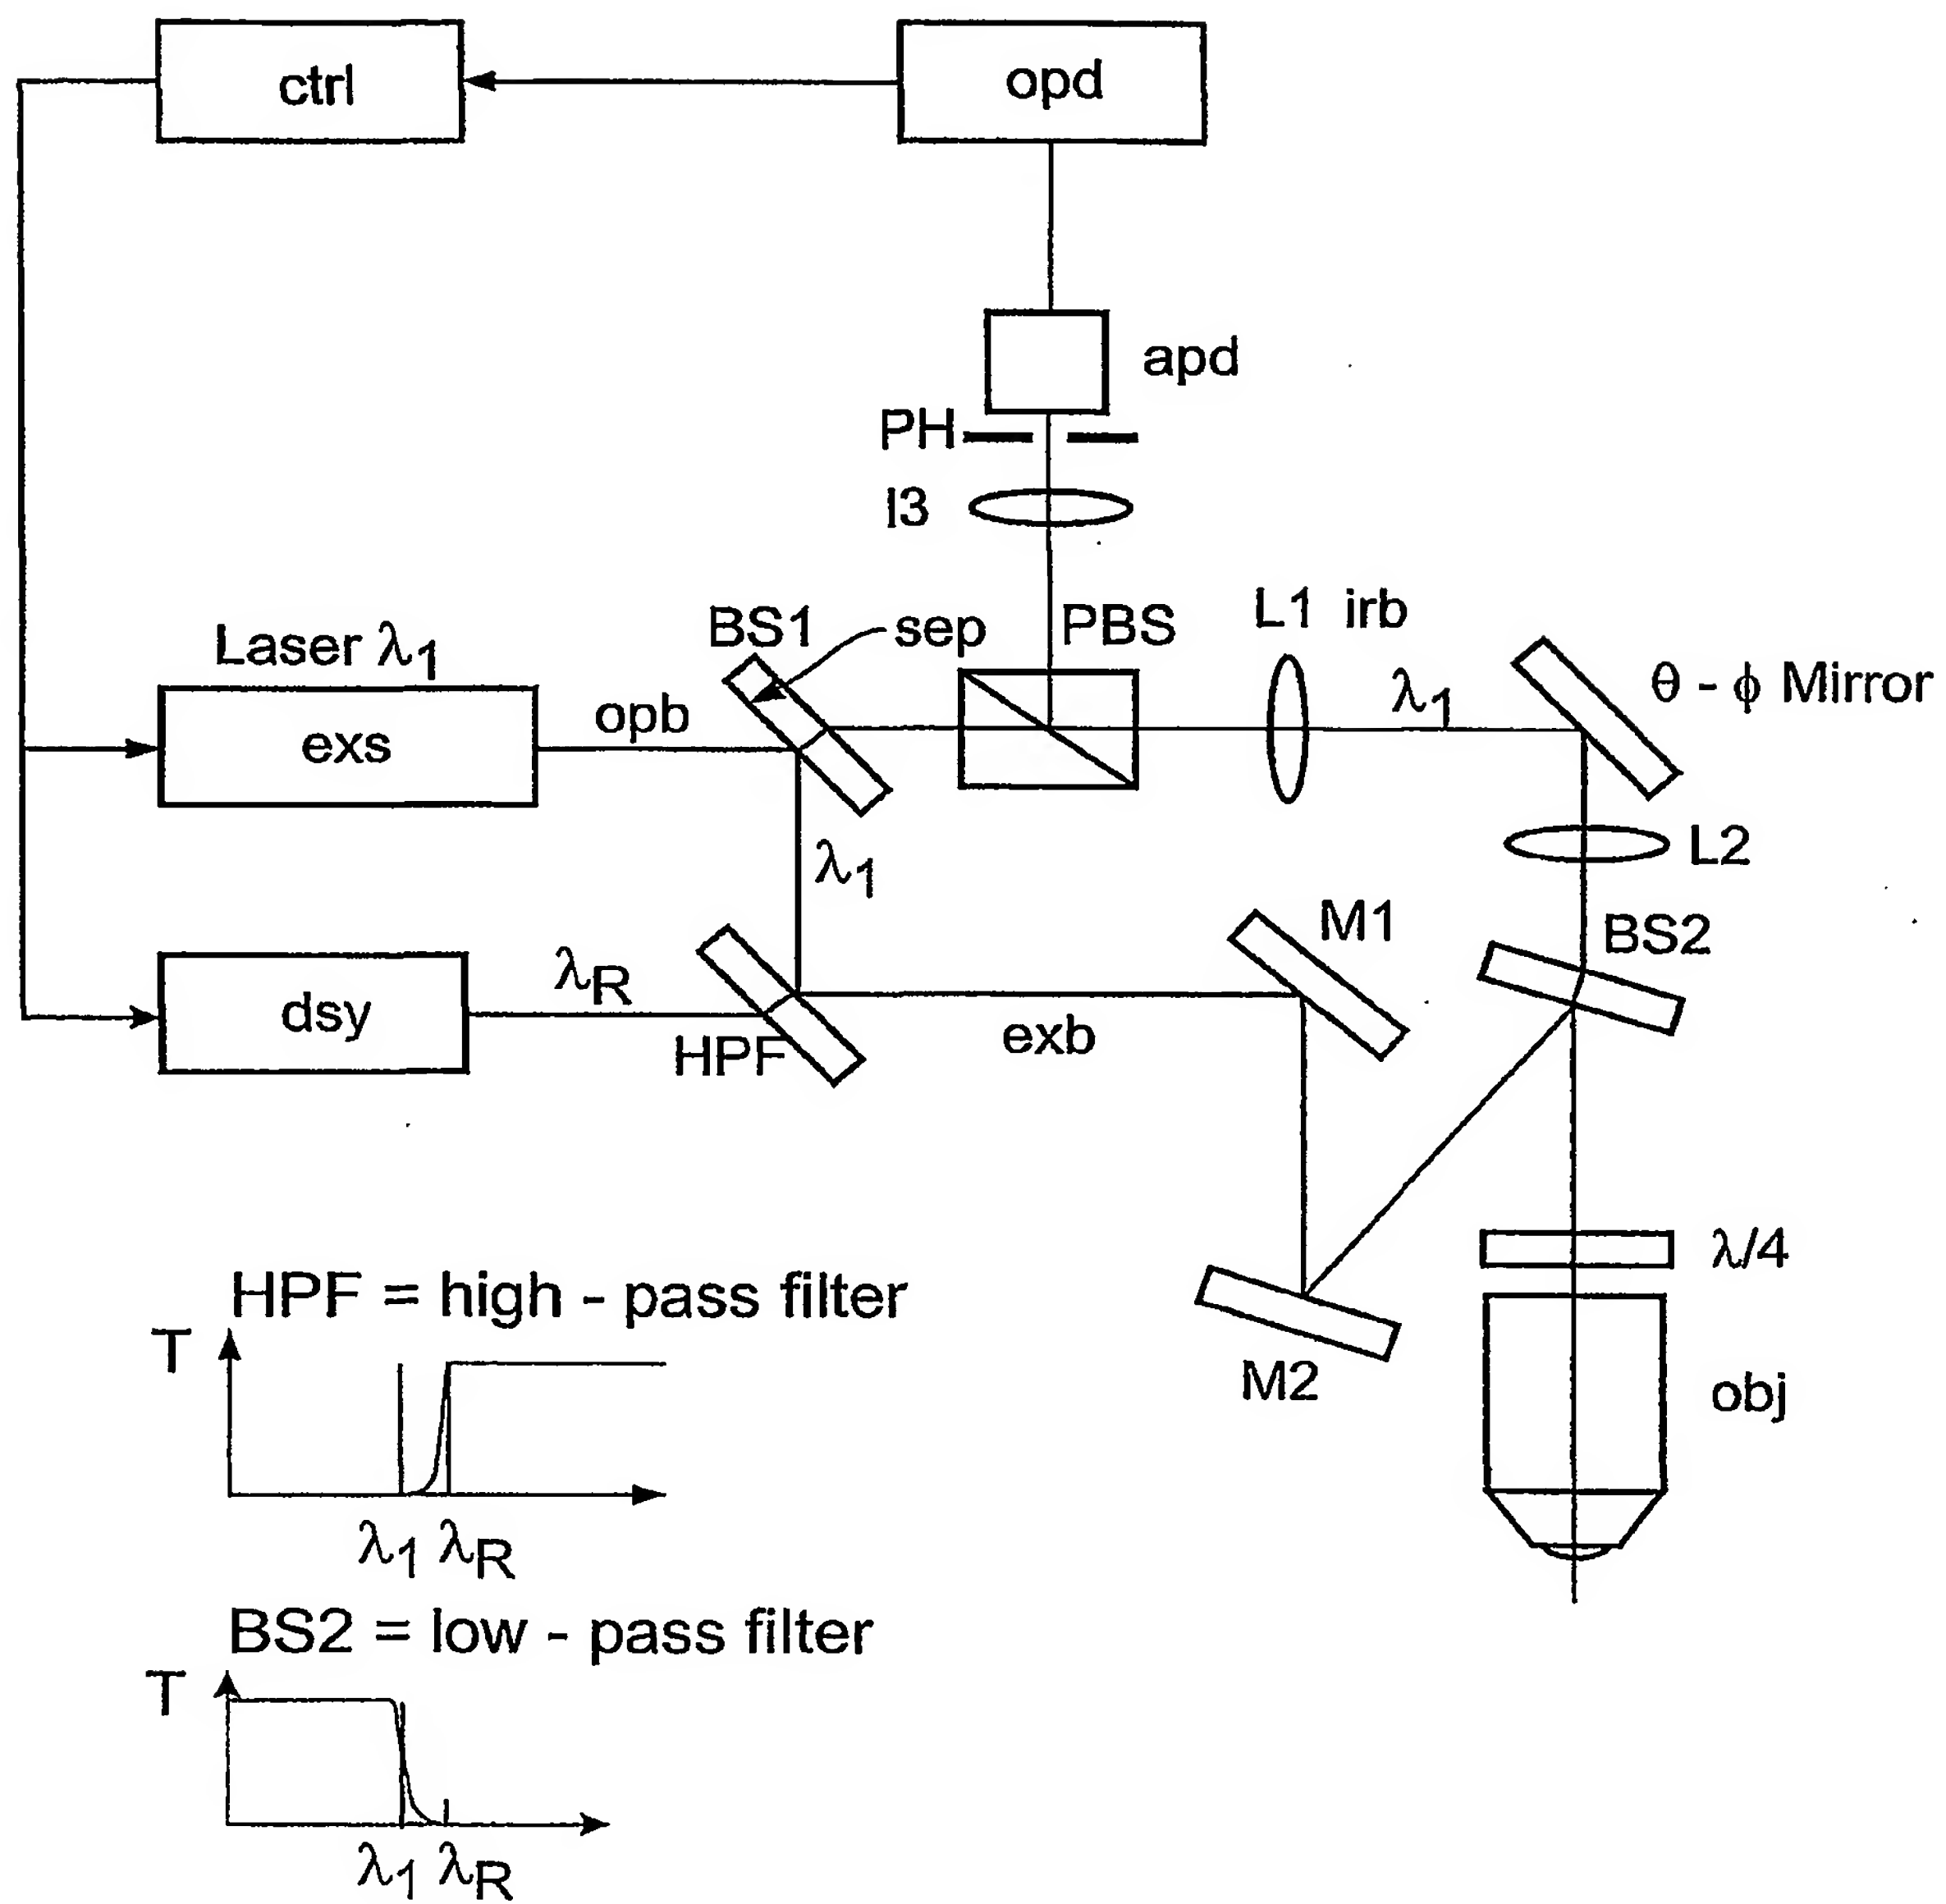 ctrl
opd
apd
PH
l3
BS1
sep
PBS
L1 irb
Laser λ1
θ - ϕ Mirror
opb
λ1
exs
L2
λ1
M1
BS2
λR
dsy
HPF
exb
λ/4
HPF = high - pass filter
T
M2
obj
λ1 λR
BS2 = low - pass filter
T
λ1 λR